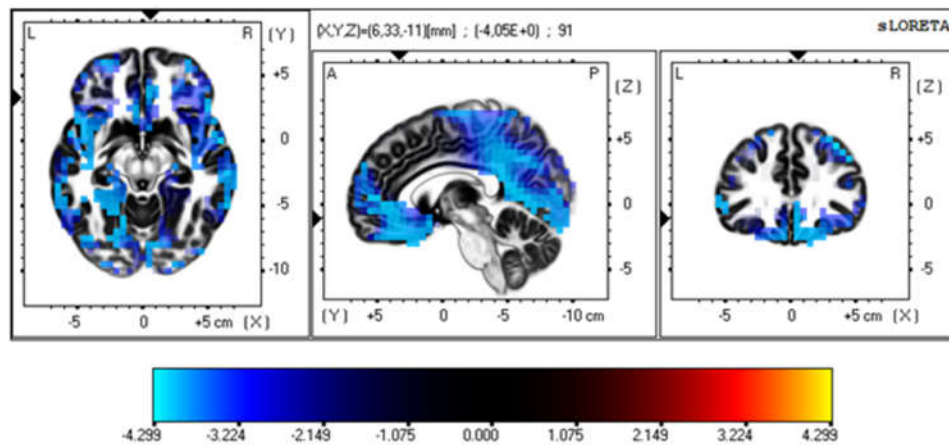 (X,Y,Z)=(6,33,-11)[mm] ; (-4,05E+0) ; 91
sLORETA
L R (Y)
+5
0
-5
-10
-5 0 +5 cm (X)
A P (Z)
+5
0
-5
(Y) +5 0 -5 -10 cm
L R (Z)
+5
0
-5
-5 0 +5 cm (X)
-4.299 -3.224 -2.149 -1.075 0.000 1.075 2.149 3.224 4.299